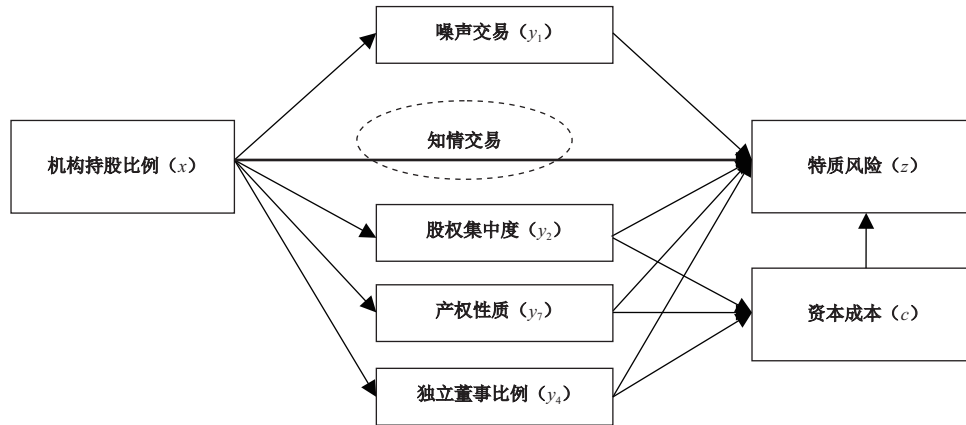 噪声交易（y₁）
知情交易
机构持股比例（x）
特质风险（z）
股权集中度（y₂）
产权性质（y₇）
资本成本（c）
独立董事比例（y₄）